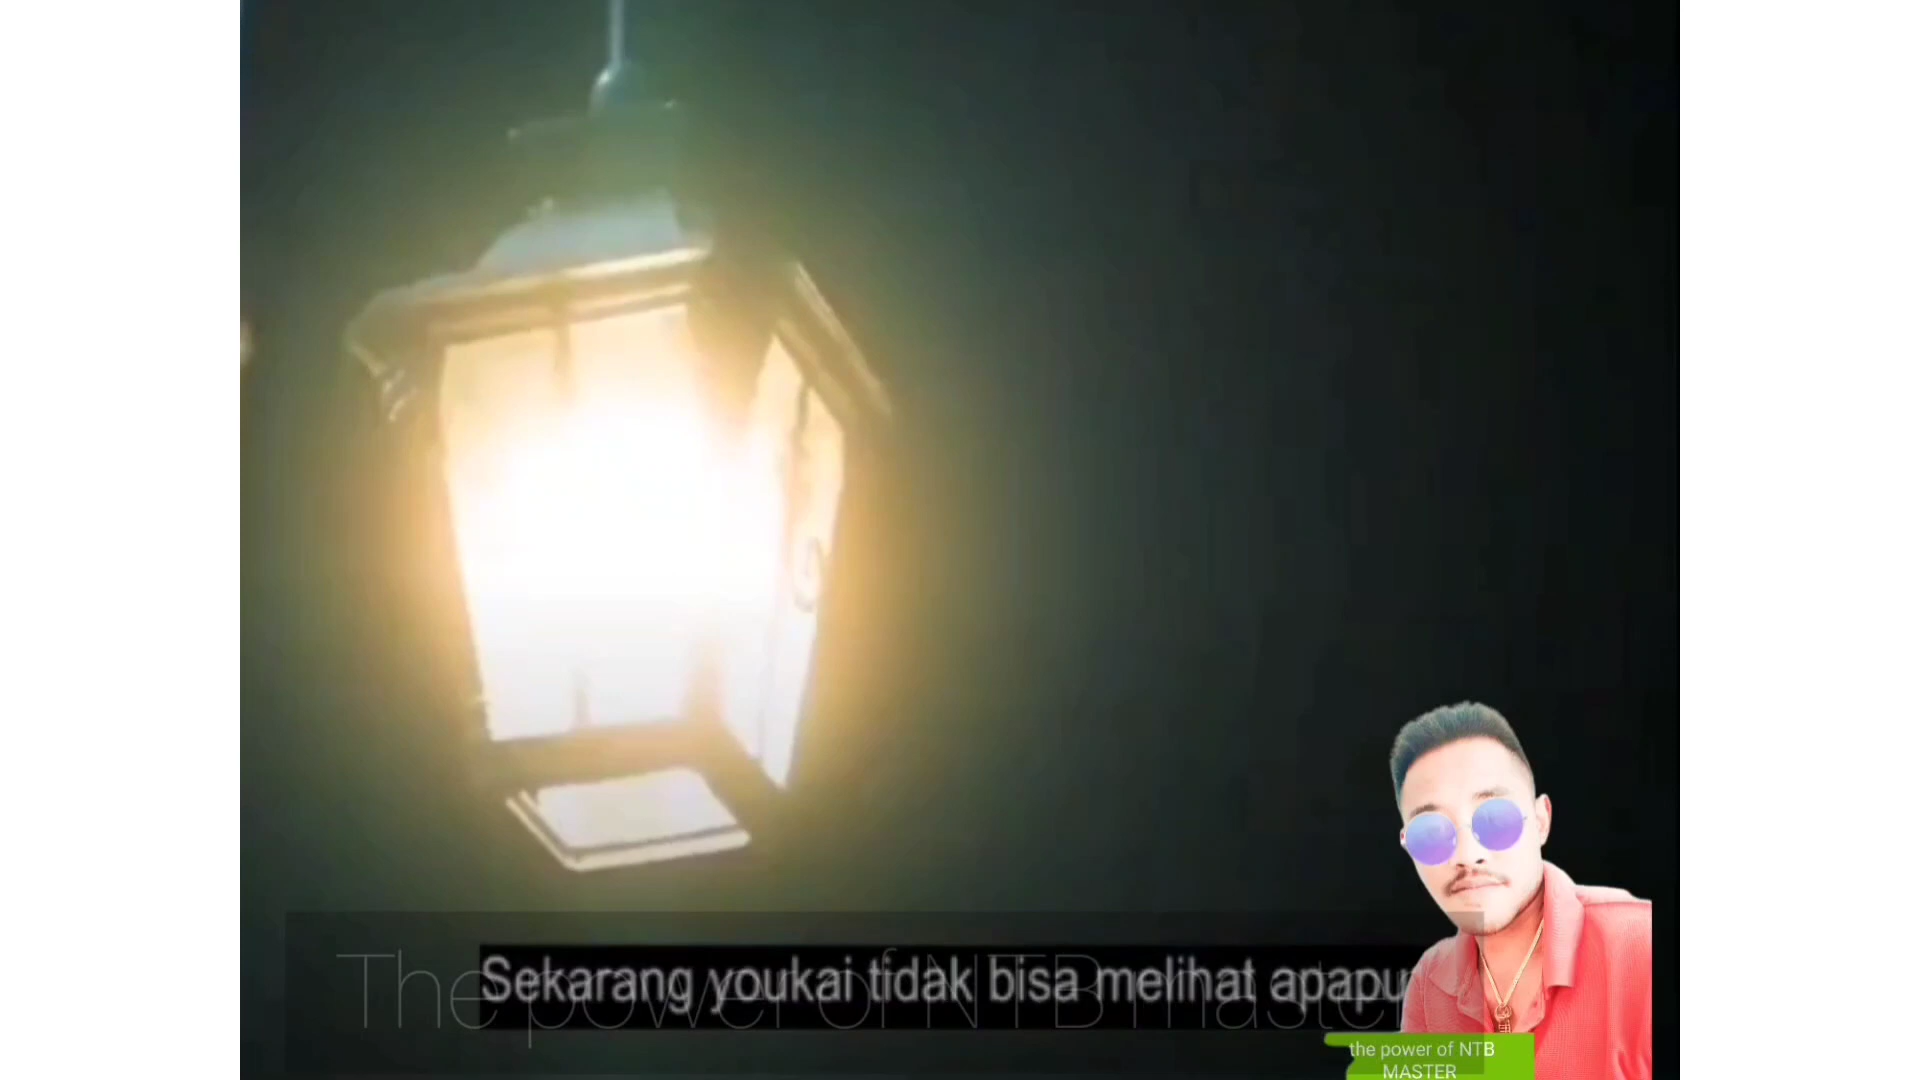 Sekarang youkai tidak bisa melihat apapu
The power of NTB master
the power of NTB
MASTER